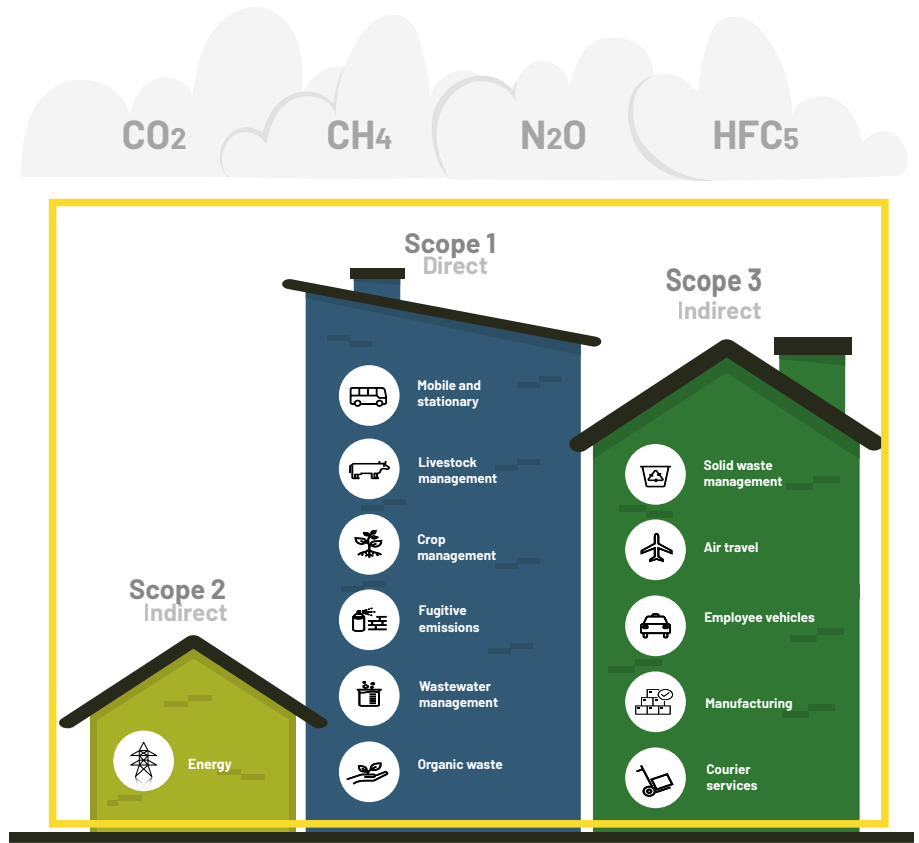 CO2
CH4
N2O
HFC5
Scope 1
Direct
Mobile and
stationary
Livestock
management
Crop
management
Fugitive
emissions
Wastewater
management
Organic waste
Scope 3
Indirect
Solid waste
management
Air travel
Employee vehicles
Manufacturing
Courier
services
Scope 2
Indirect
Energy